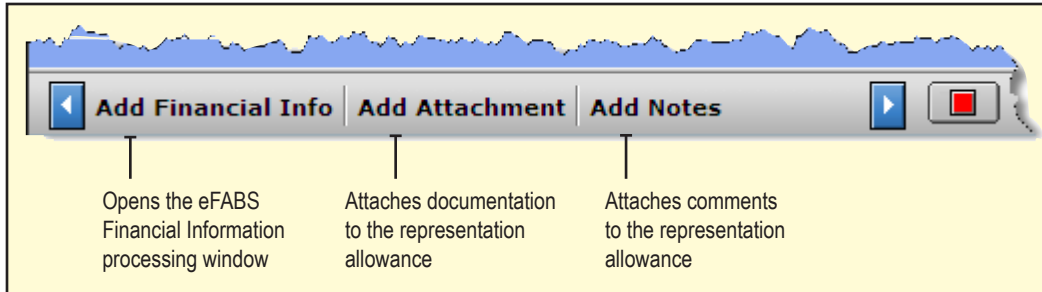 Add Financial Info Add Attachment Add Notes
Opens the eFABS
Financial Information
processing window
Attaches documentation
to the representation
allowance
Attaches comments
to the representation
allowance